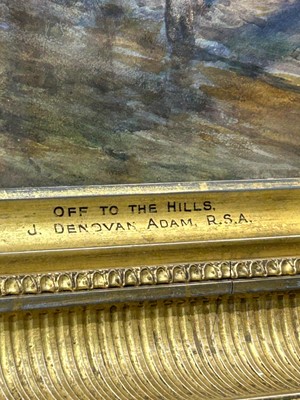 OFF TO THE HILLS.
J. DENOVAN ADAM, R.S.A.